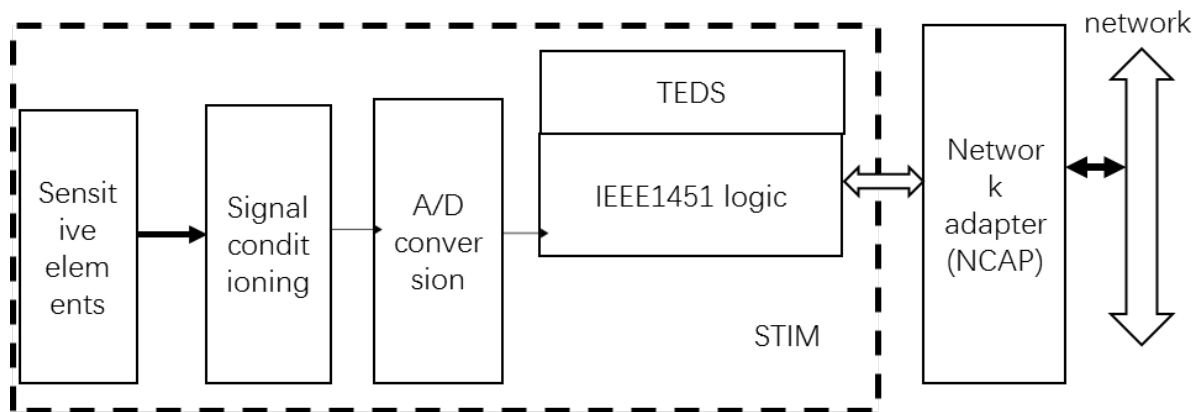 network
TEDS
IEEE1451 logic
Sensit
ive
elem
ents
Signal
condit
ioning
A/D
conver
sion
Networ
k
adapter
(NCAP)
STIM